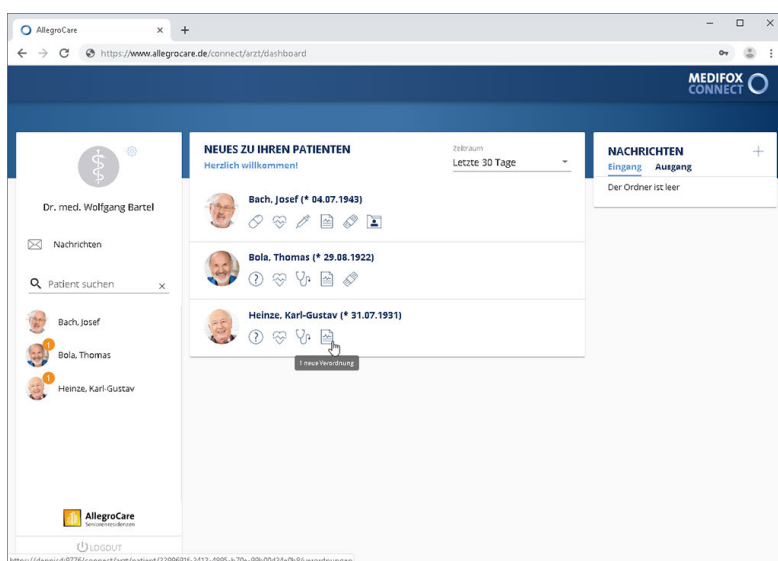 AllegroCare
https://www.allegrocare.de/connect/arzt/dashboard
MEDIFOX
CONNECT
Dr. med. Wolfgang Bartel
Nachrichten
Patient suchen
Bach, Josef
1
Bola, Thomas
1
Heinze, Karl-Gustav
AllegroCare
Seniorenresidenzen
LOGOUT
NEUES ZU IHREN PATIENTEN
Herzlich willkommen!
Zeitraum
Letzte 30 Tage
Bach, Josef (* 04.07.1943)
Bola, Thomas (* 29.08.1922)
Heinze, Karl-Gustav (* 31.07.1931)
1 neue Verordnung
NACHRICHTEN
Eingang Ausgang
Der Ordner ist leer